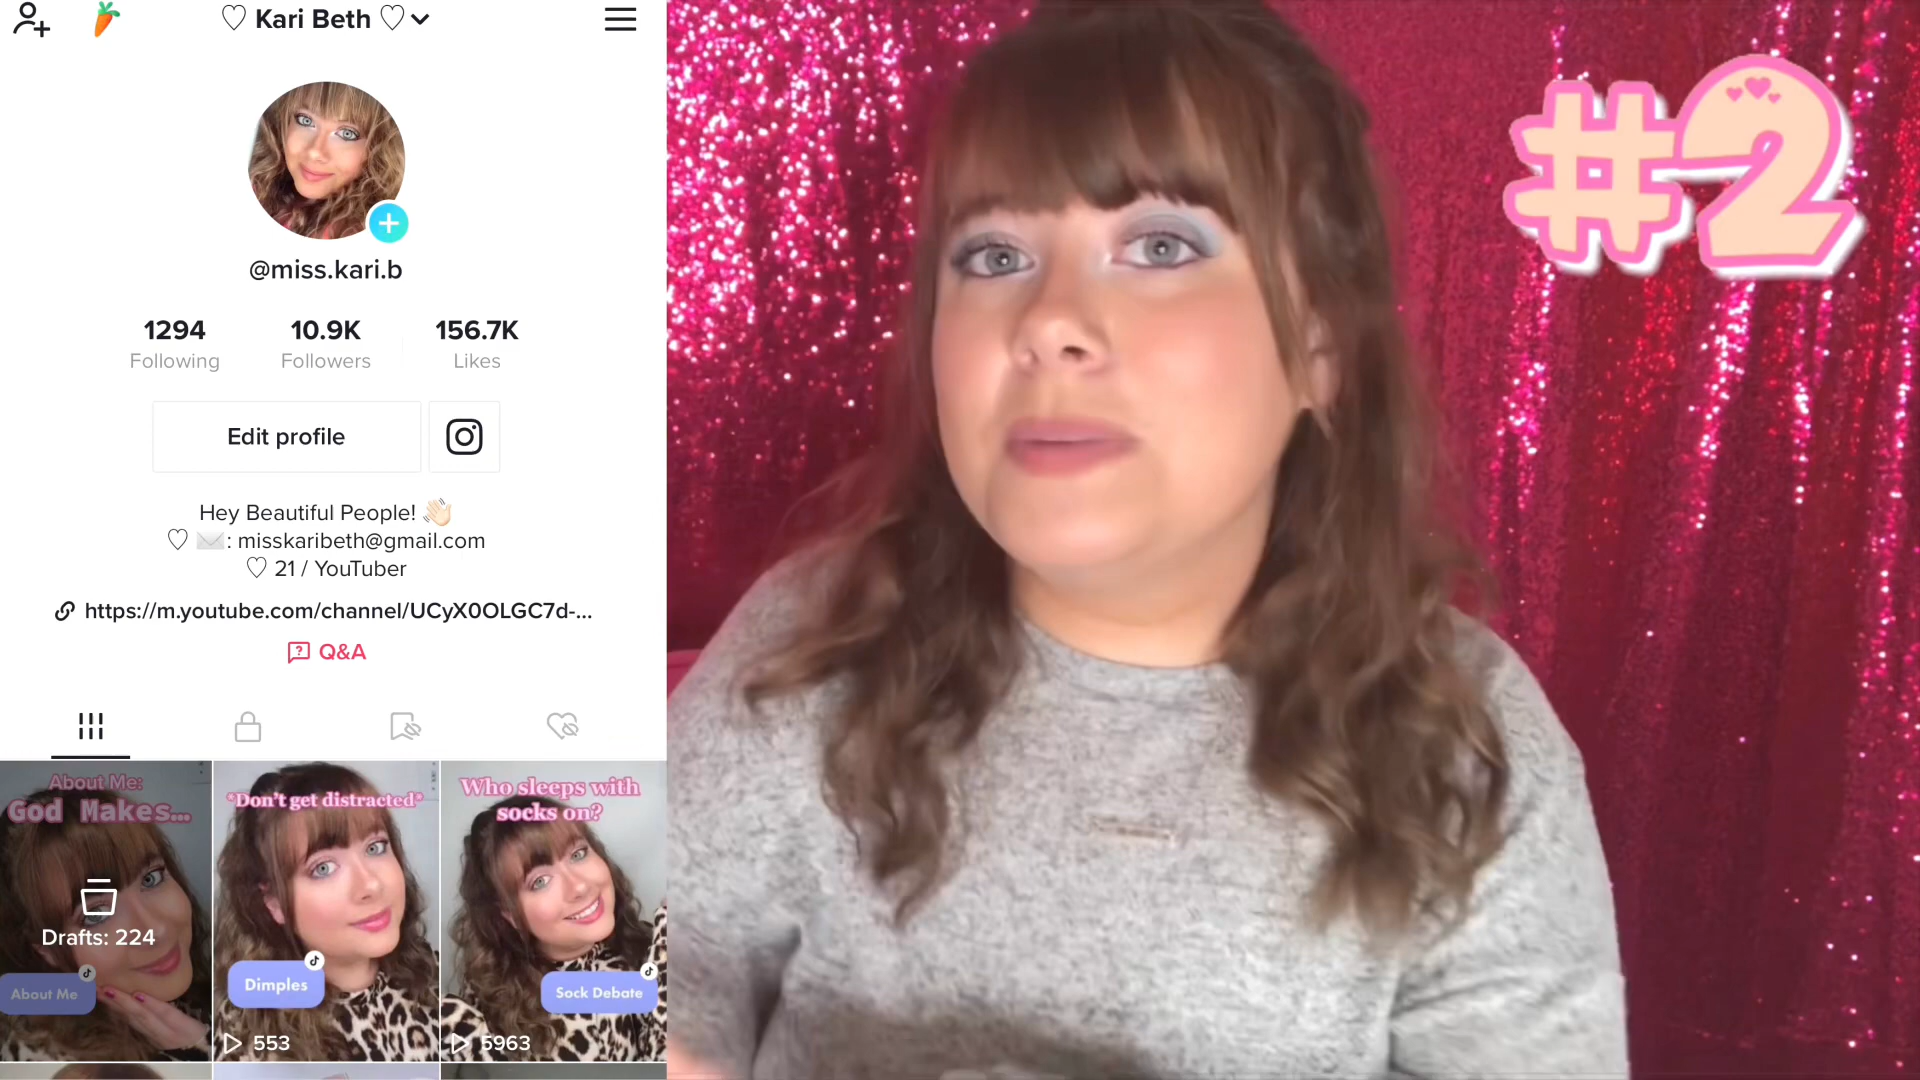 ♡ Kari Beth ♡
@miss.kari.b
1294 10.9K 156.7K
Following Followers Likes
Edit profile
Hey Beautiful People! 👋🏻
♡ ✉️: misskaribeth@gmail.com
♡ 21 / YouTuber
https://m.youtube.com/channel/UCyX0OLGC7d-...
Q&A
About Me:
God Makes...
Drafts: 224
About Me
*Don't get distracted*
Dimples
553
Who sleeps with
socks on?
Sock Debate
5963
#2